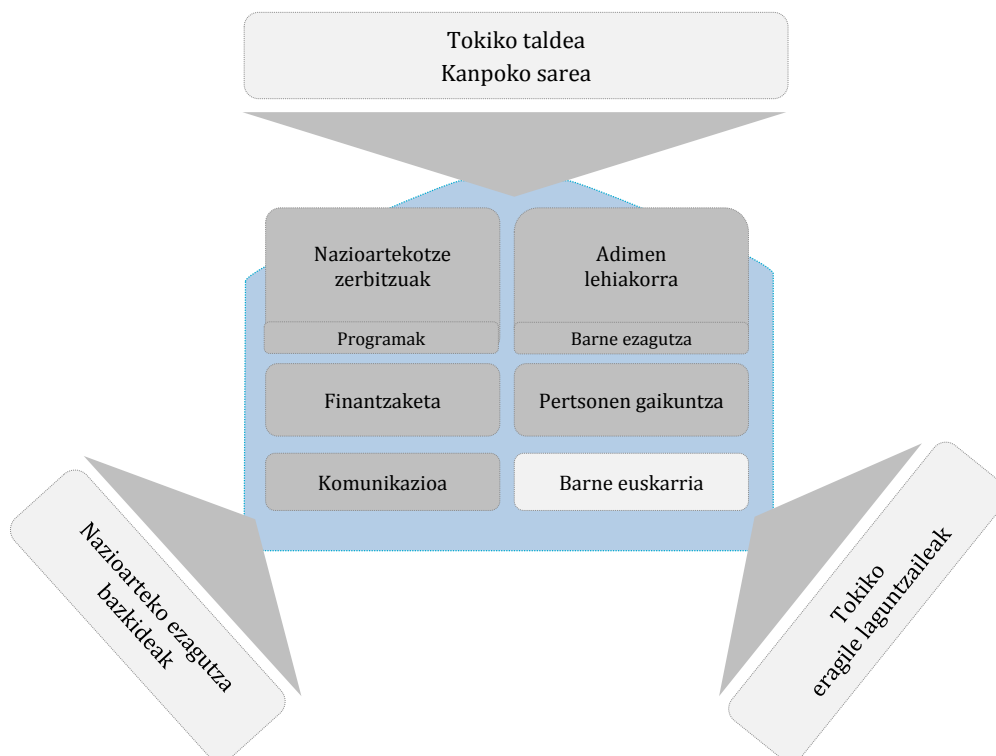 Tokiko taldea
Kanpoko sarea
Nazioartekotze
zerbitzuak
Programak
Adimen
lehiakorra
Barne ezagutza
Finantzaketa
Pertsonen gaikuntza
Komunikazioa
Barne euskarria
Nazioarteko ezagutza
bazkideak
Tokiko
eragile laguntzaileak